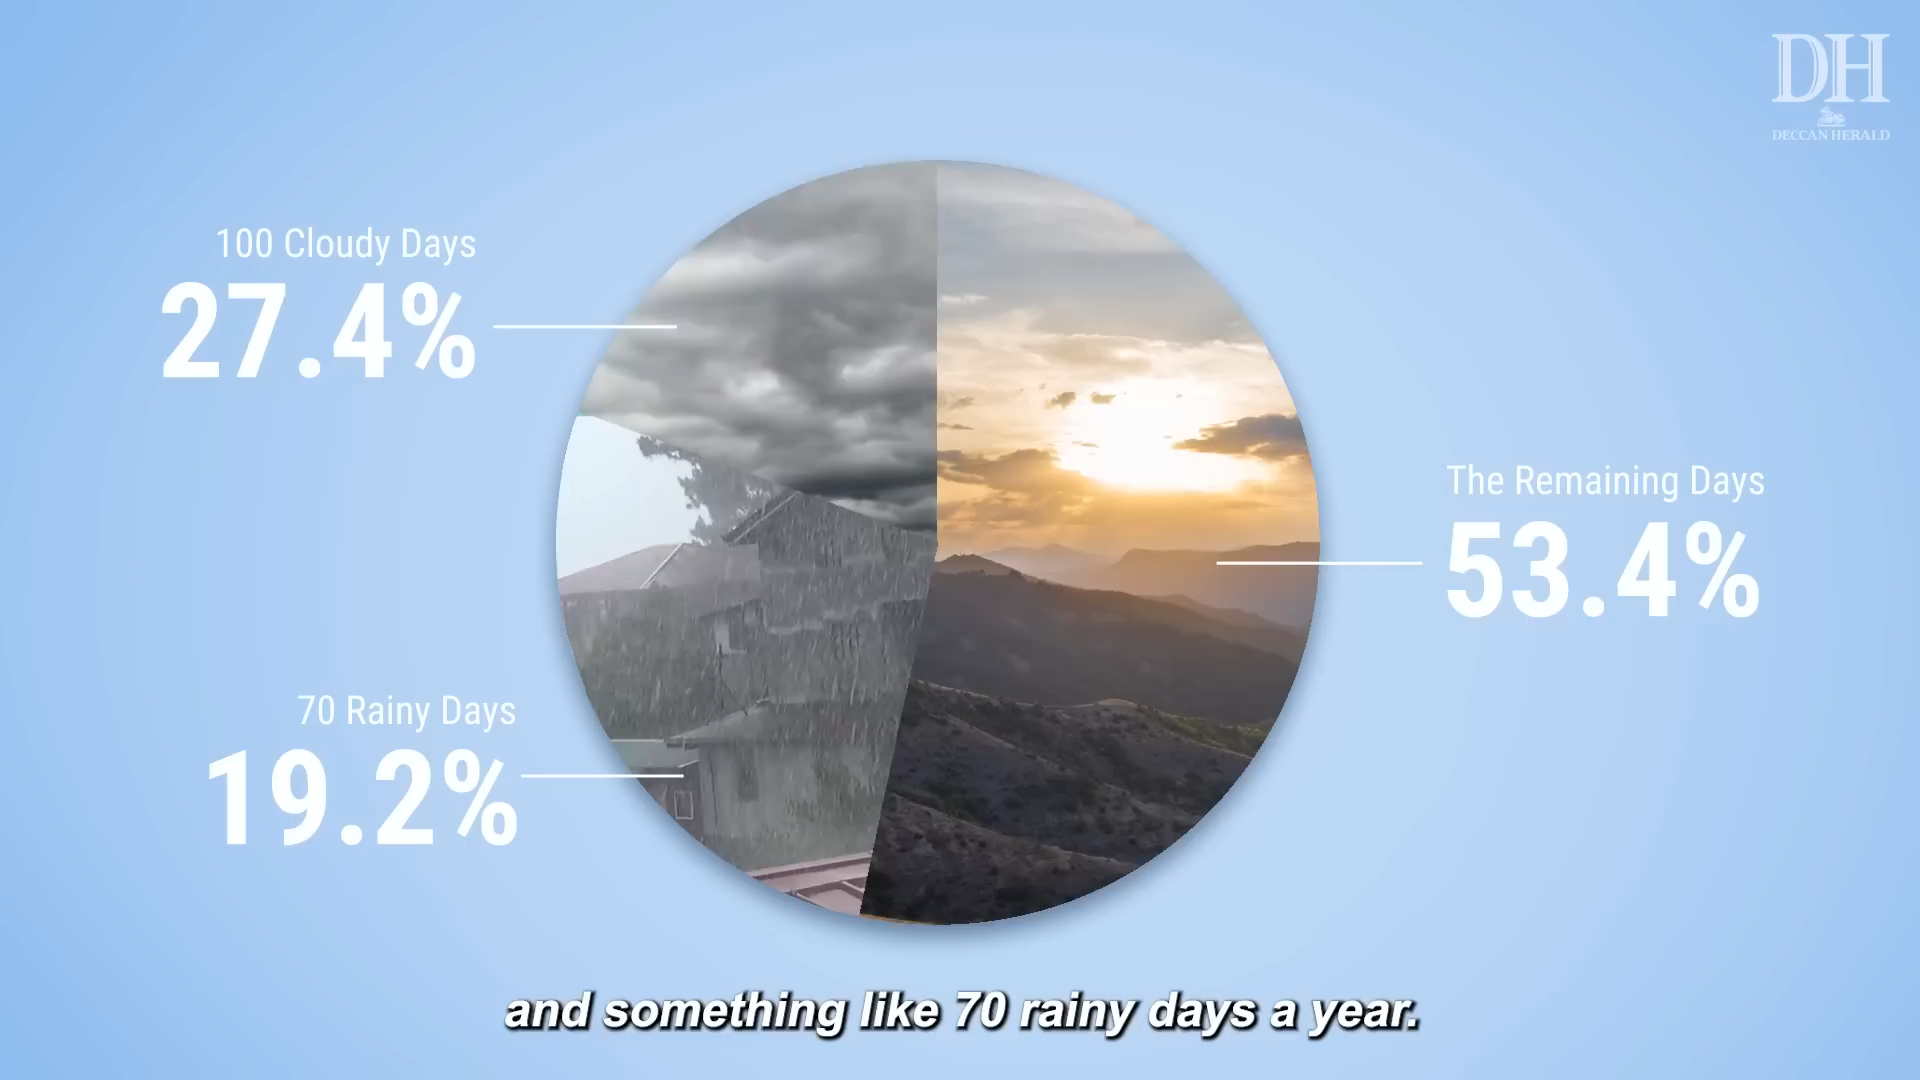 DH
DECCAN HERALD
100 Cloudy Days
27.4%
The Remaining Days
53.4%
70 Rainy Days
19.2%
and something like 70 rainy days a year.